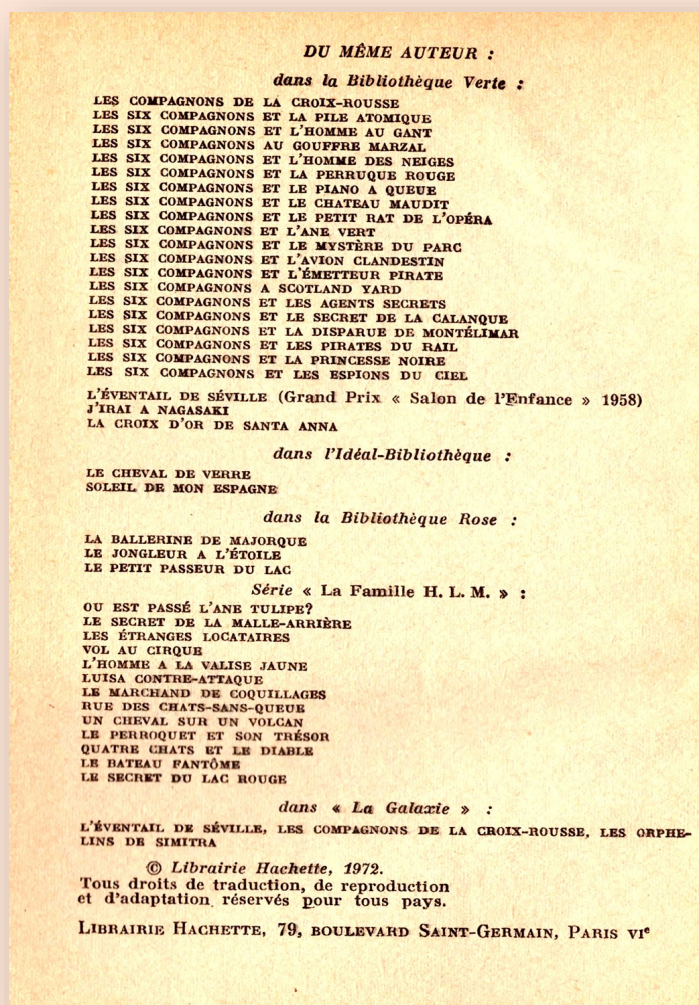 DU MÊME AUTEUR :
dans la Bibliothèque Verte :
LES COMPAGNONS DE LA CROIX-ROUSSE
LES SIX COMPAGNONS ET LA PILE ATOMIQUE
LES SIX COMPAGNONS ET L'HOMME AU GANT
LES SIX COMPAGNONS AU GOUFFRE MARZAL
LES SIX COMPAGNONS ET L'HOMME DES NEIGES
LES SIX COMPAGNONS ET LA PERRUQUE ROUGE
LES SIX COMPAGNONS ET LE PIANO A QUEUE
LES SIX COMPAGNONS ET LE CHATEAU MAUDIT
LES SIX COMPAGNONS ET LE PETIT RAT DE L'OPÉRA
LES SIX COMPAGNONS ET L'ANE VERT
LES SIX COMPAGNONS ET LE MYSTÈRE DU PARC
LES SIX COMPAGNONS ET L'AVION CLANDESTIN
LES SIX COMPAGNONS ET L'ÉMETTEUR PIRATE
LES SIX COMPAGNONS A SCOTLAND YARD
LES SIX COMPAGNONS ET LES AGENTS SECRETS
LES SIX COMPAGNONS ET LE SECRET DE LA CALANQUE
LES SIX COMPAGNONS ET LA DISPARUE DE MONTÉLIMAR
LES SIX COMPAGNONS ET LES PIRATES DU RAIL
LES SIX COMPAGNONS ET LA PRINCESSE NOIRE
LES SIX COMPAGNONS ET LES ESPIONS DU CIEL
L'ÉVENTAIL DE SÉVILLE (Grand Prix « Salon de l'Enfance » 1958)
J'IRAI A NAGASAKI
LA CROIX D'OR DE SANTA ANNA
dans l'Idéal-Bibliothèque :
LE CHEVAL DE VERRE
SOLEIL DE MON ESPAGNE
dans la Bibliothèque Rose :
LA BALLERINE DE MAJORQUE
LE JONGLEUR A L'ÉTOILE
LE PETIT PASSEUR DU LAC
Série « La Famille H. L. M. » :
OU EST PASSÉ L'ANE TULIPE?
LE SECRET DE LA MALLE-ARRIÈRE
LES ÉTRANGES LOCATAIRES
VOL AU CIRQUE
L'HOMME A LA VALISE JAUNE
LUISA CONTRE-ATTAQUE
LE MARCHAND DE COQUILLAGES
RUE DES CHATS-SANS-QUEUE
UN CHEVAL SUR UN VOLCAN
LE PERROQUET ET SON TRÉSOR
QUATRE CHATS ET LE DIABLE
LE BATEAU FANTÔME
LE SECRET DU LAC ROUGE
dans « La Galaxie » :
L'ÉVENTAIL DE SÉVILLE, LES COMPAGNONS DE LA CROIX-ROUSSE, LES ORPHE-
LINS DE SIMITRA
© Librairie Hachette, 1972.
Tous droits de traduction, de reproduction
et d'adaptation réservés pour tous pays.
LIBRAIRIE HACHETTE, 79, BOULEVARD SAINT-GERMAIN, PARIS VIe